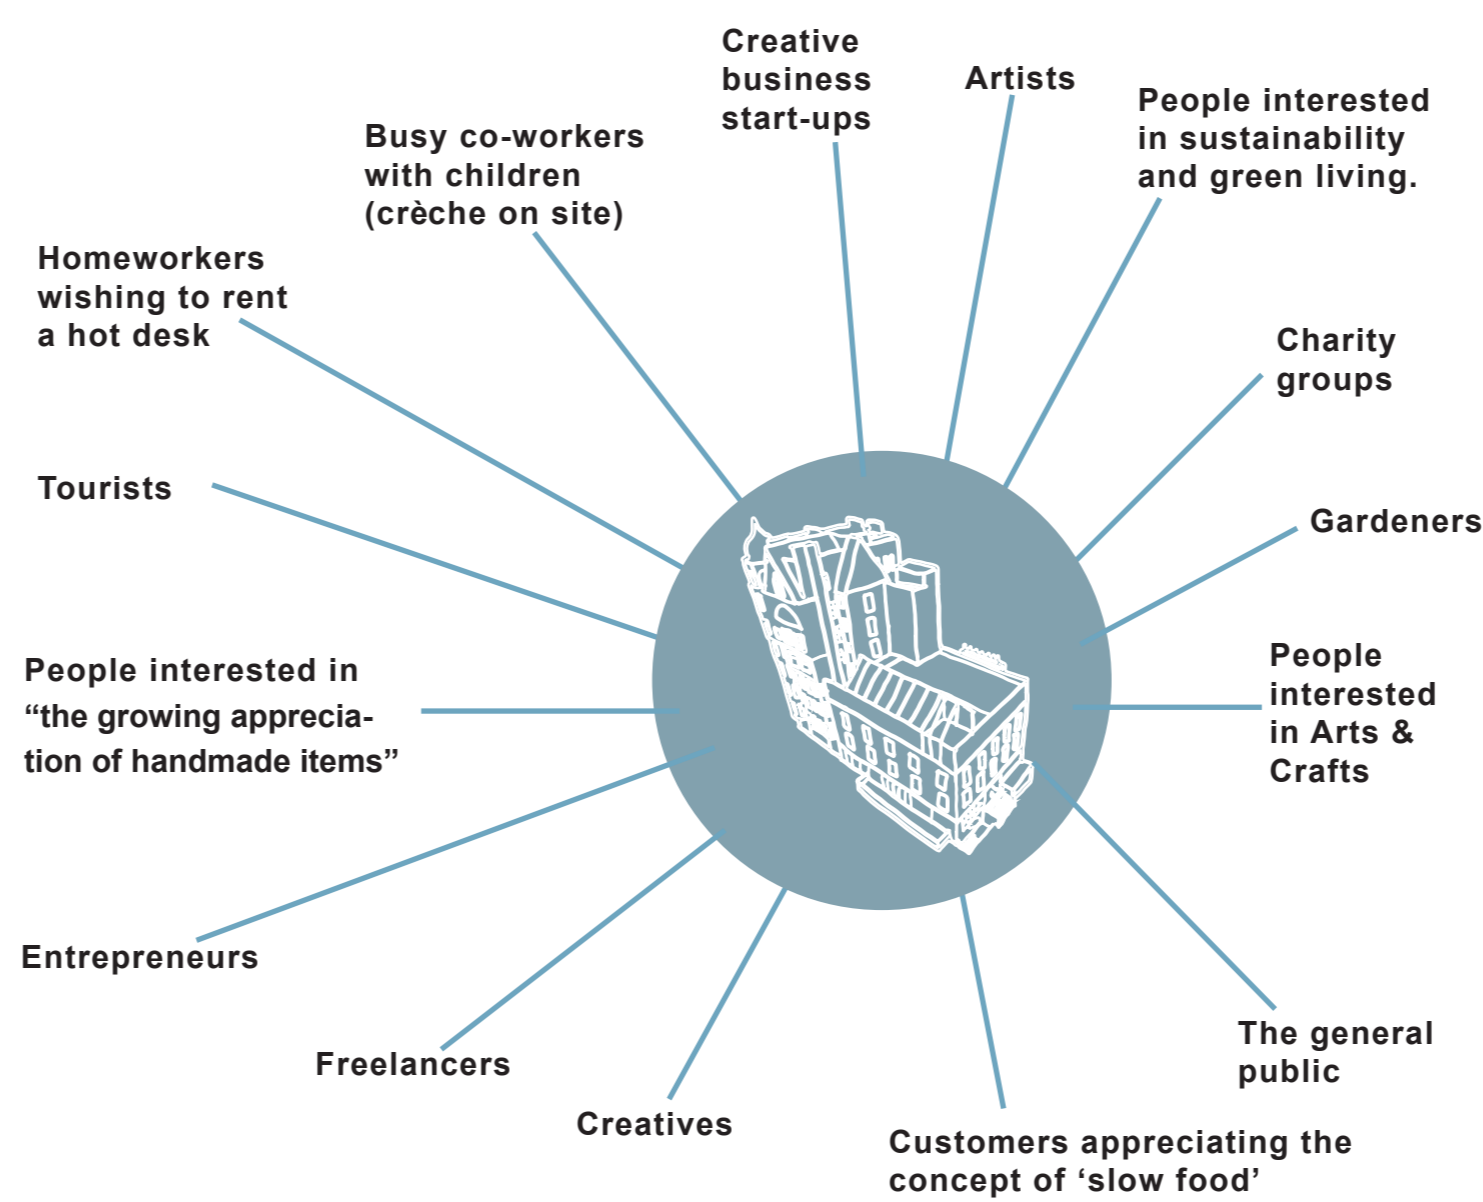 Creative
business
start-ups
Artists
People interested
in sustainability
and green living.
Busy co-workers
with children
(crèche on site)
Homeworkers
wishing to rent
a hot desk
Charity
groups
Tourists
Gardeners
People interested in
“the growing apprecia-
tion of handmade items”
People
interested
in Arts &
Crafts
Entrepreneurs
Freelancers
Creatives
The general
public
Customers appreciating the
concept of ‘slow food’